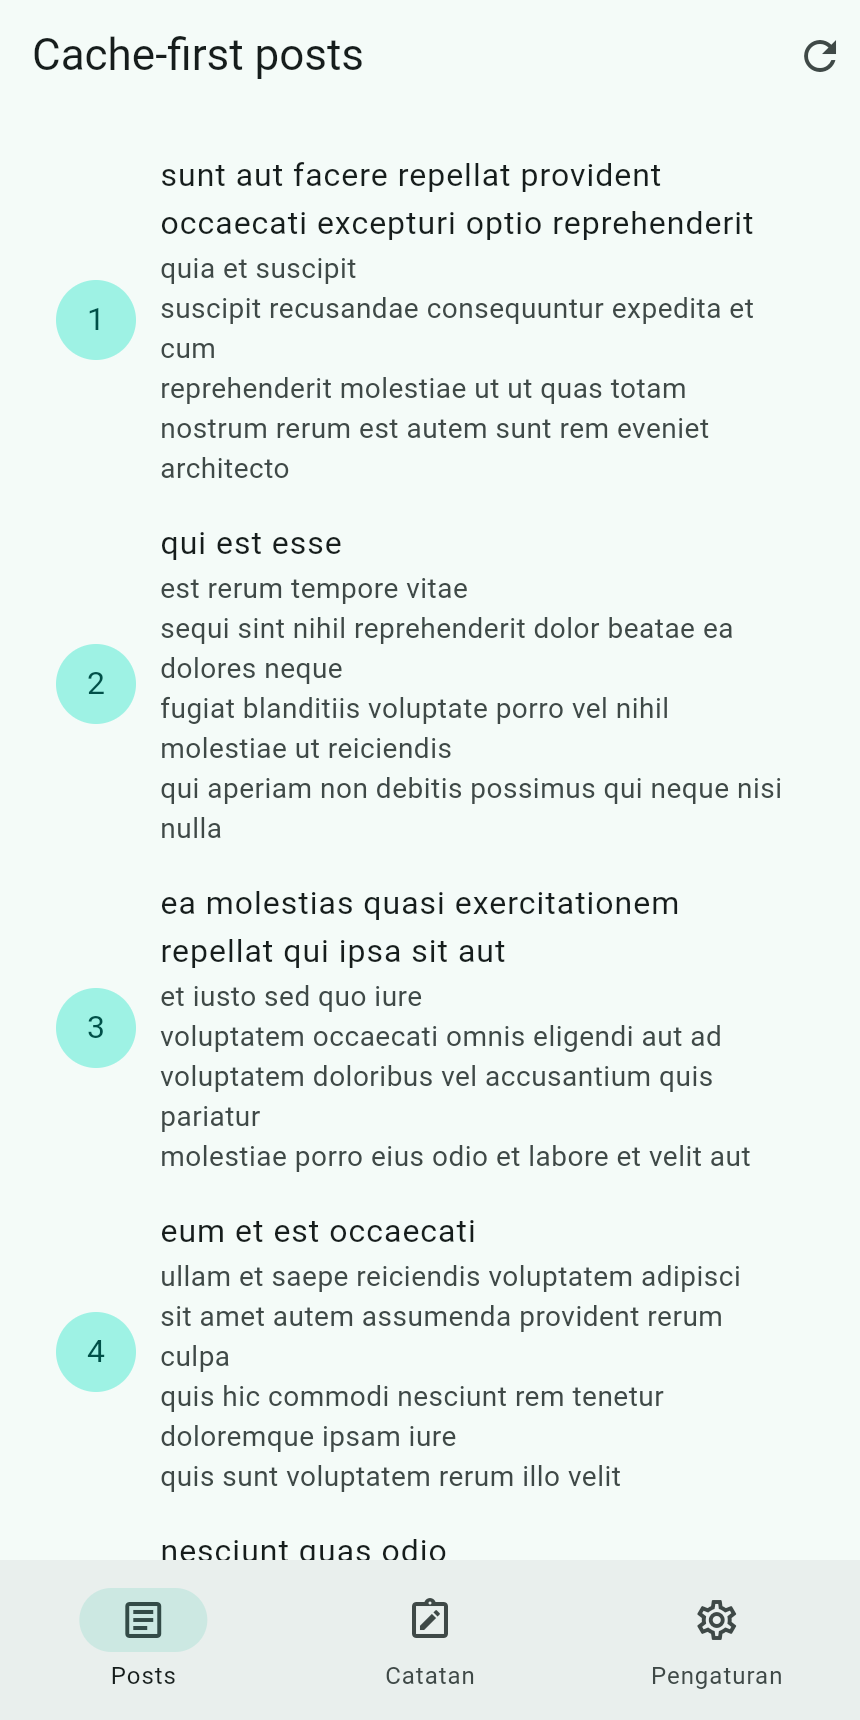 Cache-first posts
sunt aut facere repellat provident
occaecati excepturi optio reprehenderit
quia et suscipit
suscipit recusandae consequuntur expedita et
cum
1
reprehenderit molestiae ut ut quas totam
nostrum rerum est autem sunt rem eveniet
architecto
qui est esse
est rerum tempore vitae
sequi sint nihil reprehenderit dolor beatae ea
dolores neque
2
fugiat blanditiis voluptate porro vel nihil
molestiae ut reiciendis
qui aperiam non debitis possimus qui neque nisi
nulla
ea molestias quasi exercitationem
repellat qui ipsa sit aut
et iusto sed quo iure
3
voluptatem occaecati omnis eligendi aut ad
voluptatem doloribus vel accusantium quis
pariatur
molestiae porro eius odio et labore et velit aut
eum et est occaecati
ullam et saepe reiciendis voluptatem adipisci
sit amet autem assumenda provident rerum
culpa
4
quis hic commodi nesciunt rem tenetur
doloremque ipsam iure
quis sunt voluptatem rerum illo velit
nesciunt quas odio
Posts
Catatan
Pengaturan